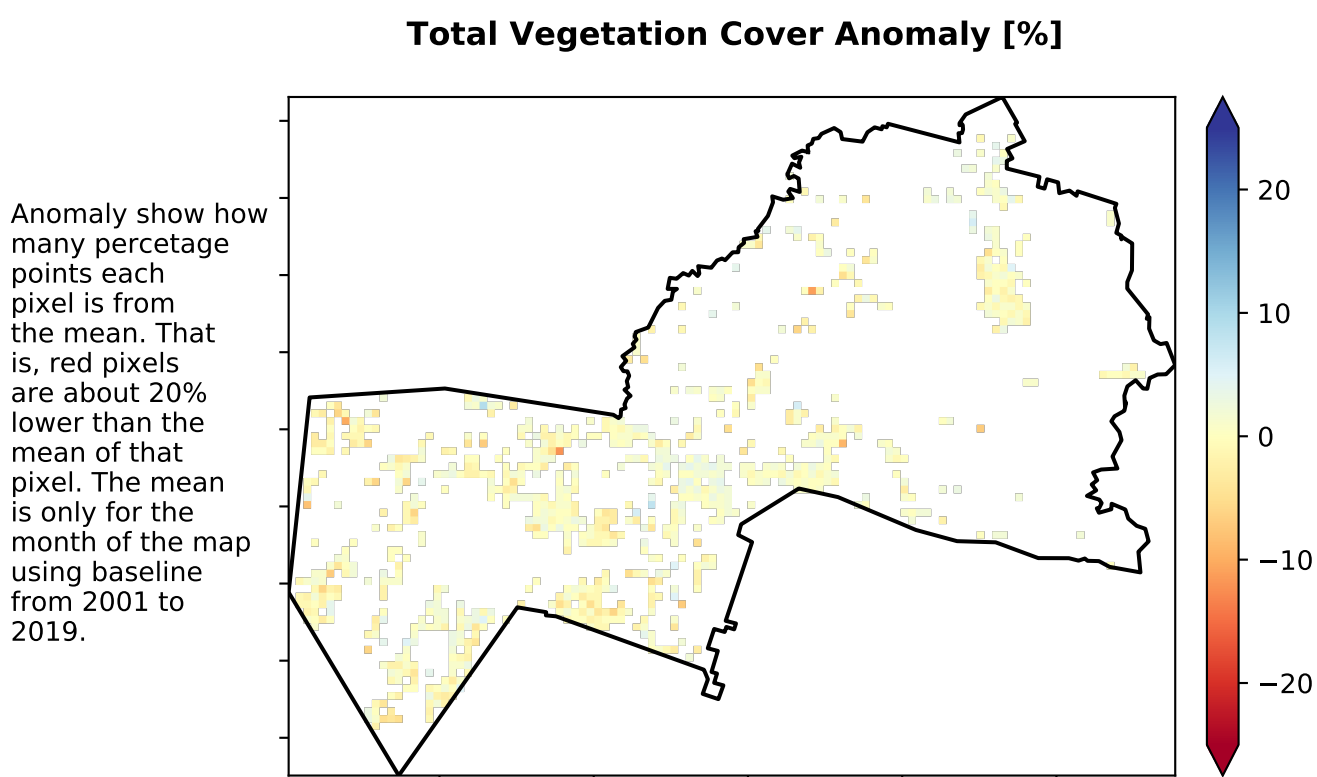 Total Vegetation Cover Anomaly [%]
Anomaly show how
many percetage
points each
pixel is from
the mean. That
is, red pixels
are about 20%
lower than the
mean of that
pixel. The mean
is only for the
month of the map
using baseline
from 2001 to
2019.
20
10
0
−10
−20